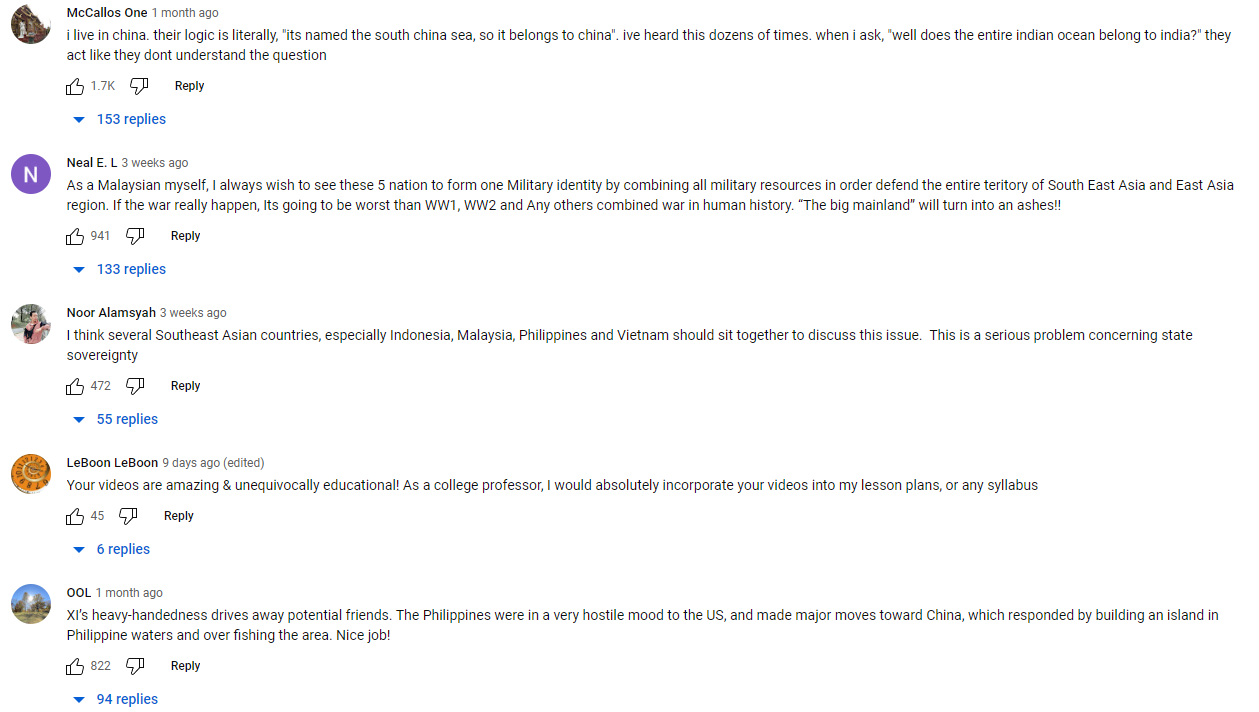 McCallos One 1 month ago
i live in china. their logic is literally, "its named the south china sea, so it belongs to china". ive heard this dozens of times. when i ask, "well does the entire indian ocean belong to india?" they
act like they dont understand the question
1.7K Reply
153 replies
N
Neal E. L 3 weeks ago
As a Malaysian myself, I always wish to see these 5 nation to form one Military identity by combining all military resources in order defend the entire teritory of South East Asia and East Asia
region. If the war really happen, Its going to be worst than WW1, WW2 and Any others combined war in human history. “The big mainland” will turn into an ashes!!
941 Reply
133 replies
Noor Alamsyah 3 weeks ago
I think several Southeast Asian countries, especially Indonesia, Malaysia, Philippines and Vietnam should sit together to discuss this issue.  This is a serious problem concerning state
sovereignty
472 Reply
55 replies
LeBoon LeBoon 9 days ago (edited)
Your videos are amazing & unequivocally educational! As a college professor, I would absolutely incorporate your videos into my lesson plans, or any syllabus
45 Reply
6 replies
OOL 1 month ago
XI’s heavy-handedness drives away potential friends. The Philippines were in a very hostile mood to the US, and made major moves toward China, which responded by building an island in
Philippine waters and over fishing the area. Nice job!
822 Reply
94 replies